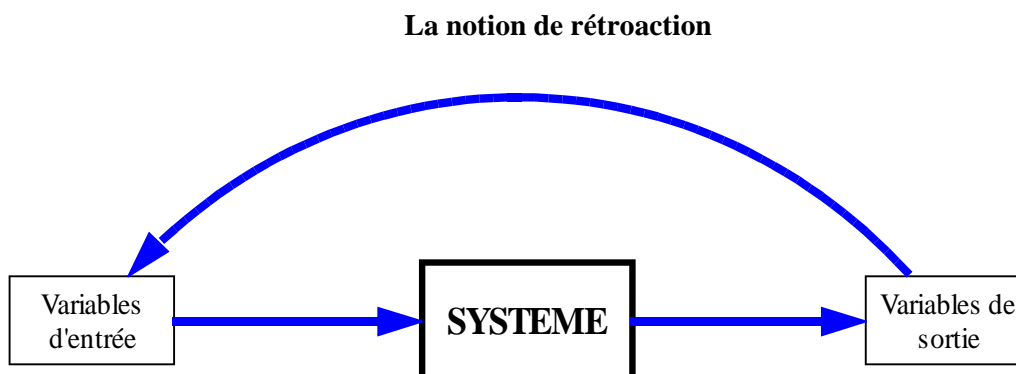 La notion de rétroaction
Variables
d'entrée
SYSTEME
Variables de
sortie